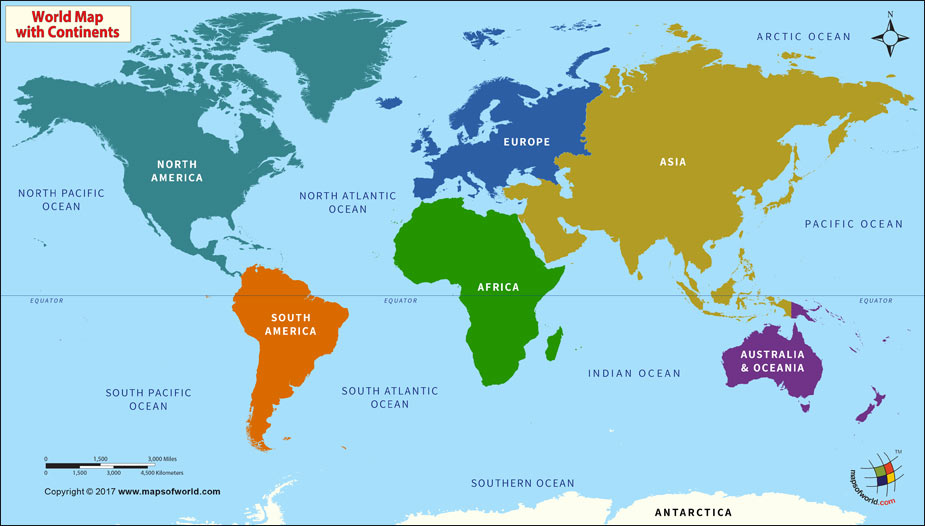 World Map
with Continents
N
ARCTIC OCEAN
EUROPE
ASIA
NORTH
AMERICA
NORTH PACIFIC
OCEAN
NORTH ATLANTIC
OCEAN
PACIFIC OCEAN
AFRICA
EQUATOR
EQUATOR
EQUATOR
SOUTH
AMERICA
AUSTRALIA
& OCEANIA
INDIAN OCEAN
SOUTH PACIFIC
OCEAN
SOUTH ATLANTIC
OCEAN
0 1,500 3,000 Miles
0 1,500 3,000 4,500 Kilometers
Copyright © 2017 www.mapsofworld.com
SOUTHERN OCEAN
ANTARCTICA
TM
mapsofworld.com